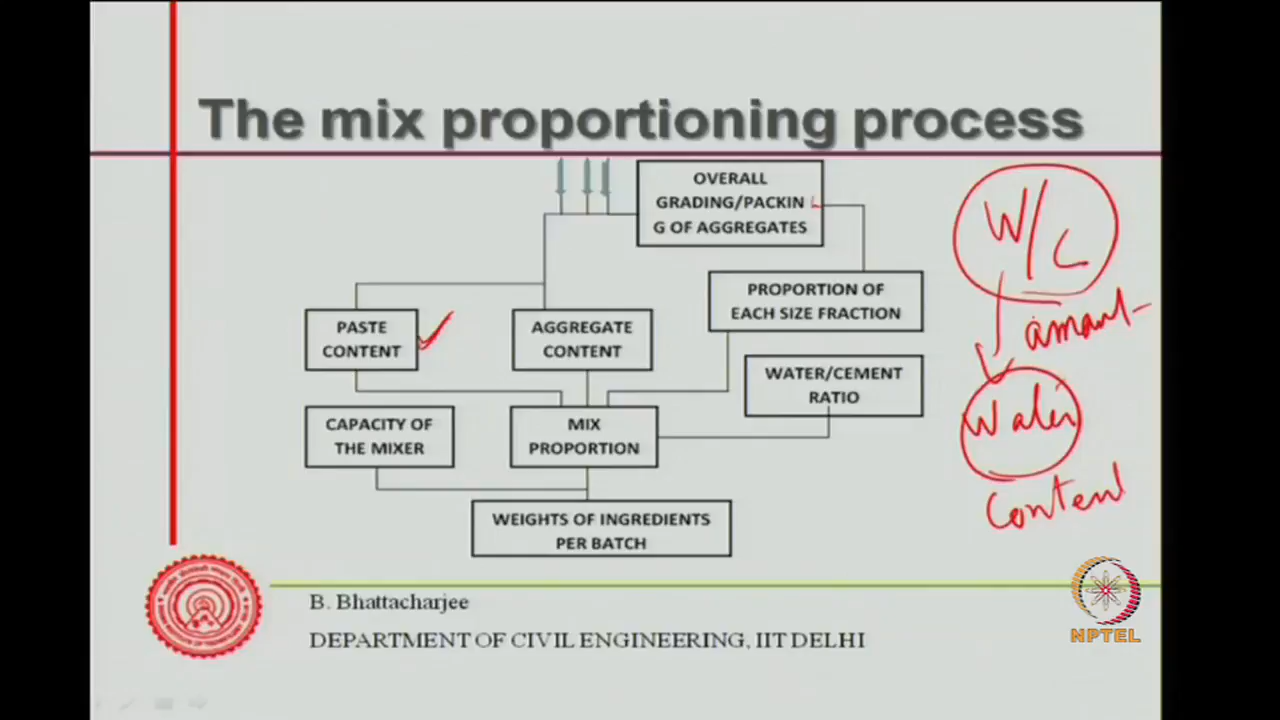 The mix proportioning process
OVERALL
GRADING/PACKIN
G OF AGGREGATES
W/C
PROPORTION OF
EACH SIZE FRACTION
amount
PASTE
CONTENT
AGGREGATE
CONTENT
WATER/CEMENT
RATIO
Water
Content
CAPACITY OF
THE MIXER
MIX
PROPORTION
WEIGHTS OF INGREDIENTS
PER BATCH
B. Bhattacharjee
DEPARTMENT OF CIVIL ENGINEERING, IIT DELHI
NPTEL